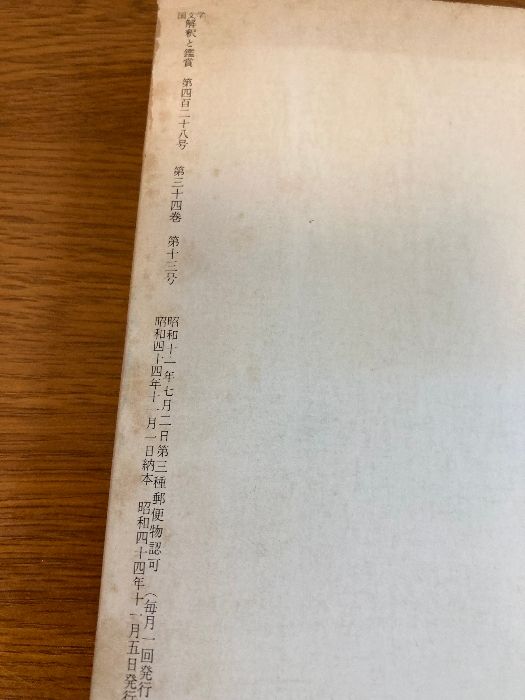 国文学
解釈と鑑賞 第四百二十八号 第三十四巻 第十三号
昭和十一年七月二日第三種郵便物認可 (毎月一回発行
昭和四十四年十一月一日納本 昭和四十四年十一月五日発行